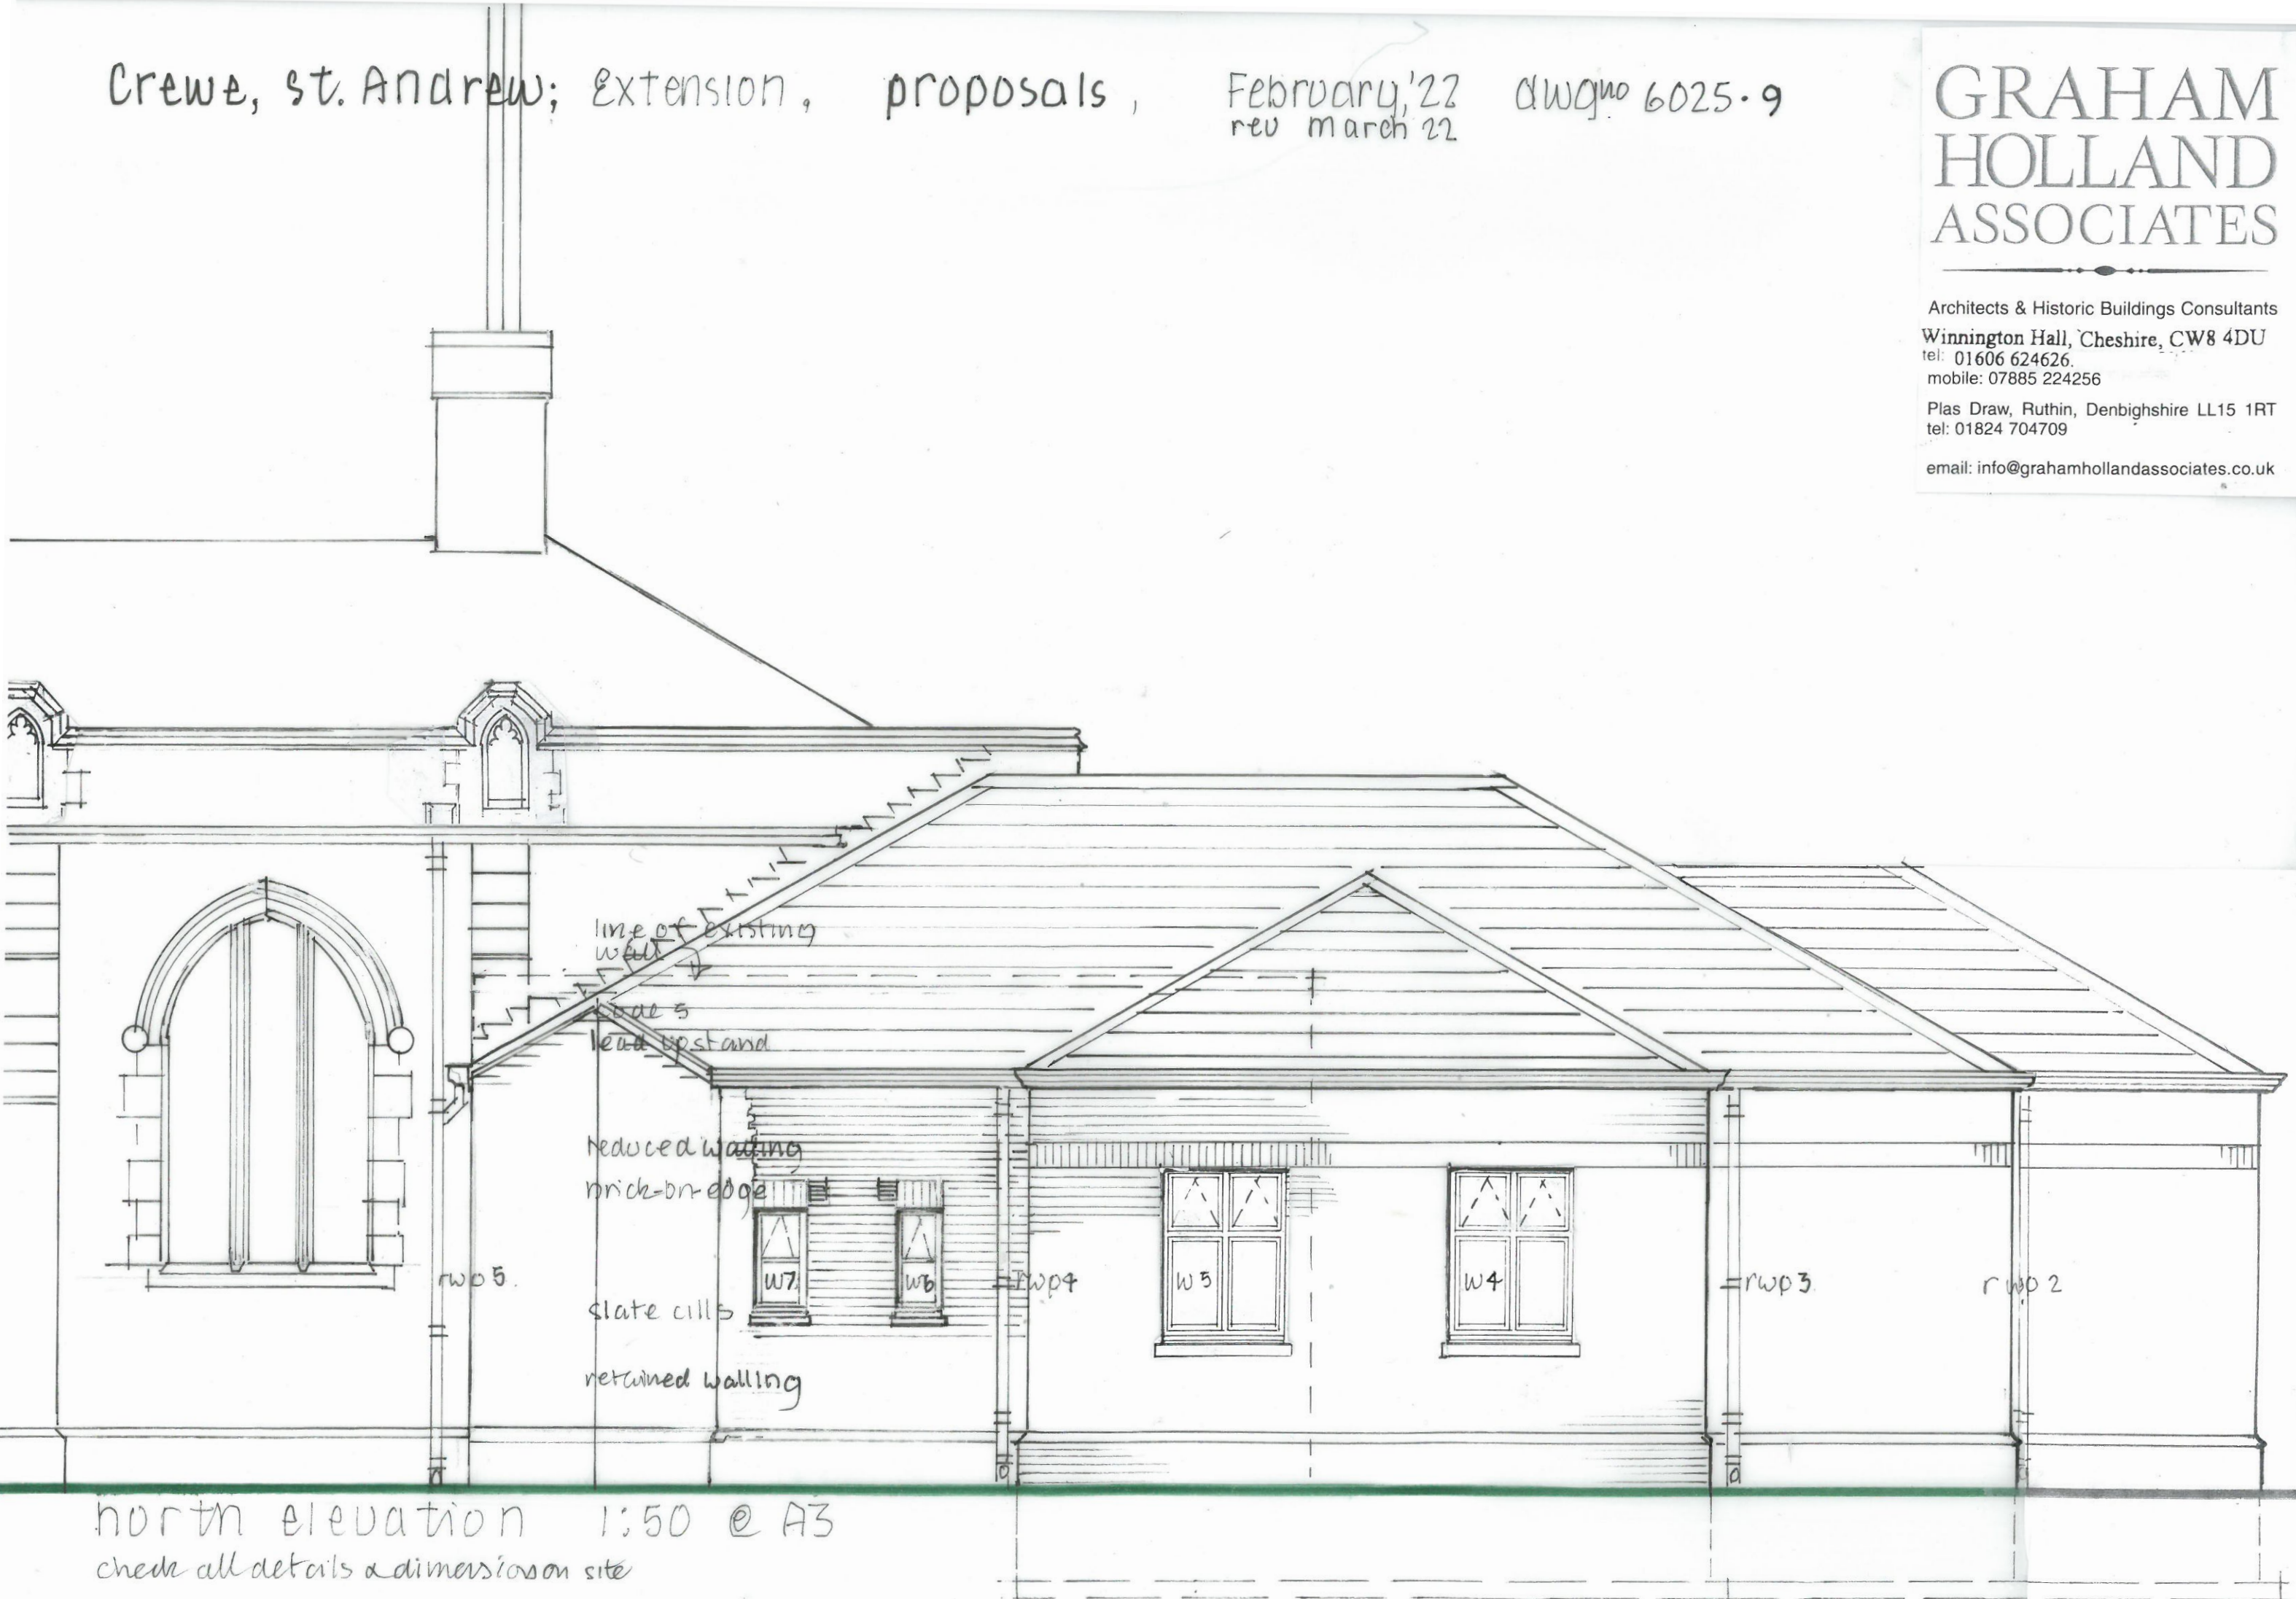 Crewe, St. Andrew; Extension, proposals, February, '22 dwg no 6025.9
rev march 22
GRAHAM
HOLLAND
ASSOCIATES
Architects & Historic Buildings Consultants
Winnington Hall, Cheshire, CW8 4DU
tel: 01606 624626.
mobile: 07885 224256
Plas Draw, Ruthin, Denbighshire LL15 1RT
tel: 01824 704709
email: info@grahamhollandassociates.co.uk
line of existing
wall
code 5
lead upstand
reduced walling
brick-on-edge
rwp5.
W7
W6
rwp4
W5
W4
rwp3
rwp2
slate cills
retained walling
north elevation 1:50 @ A3
check all details & dimensions on site